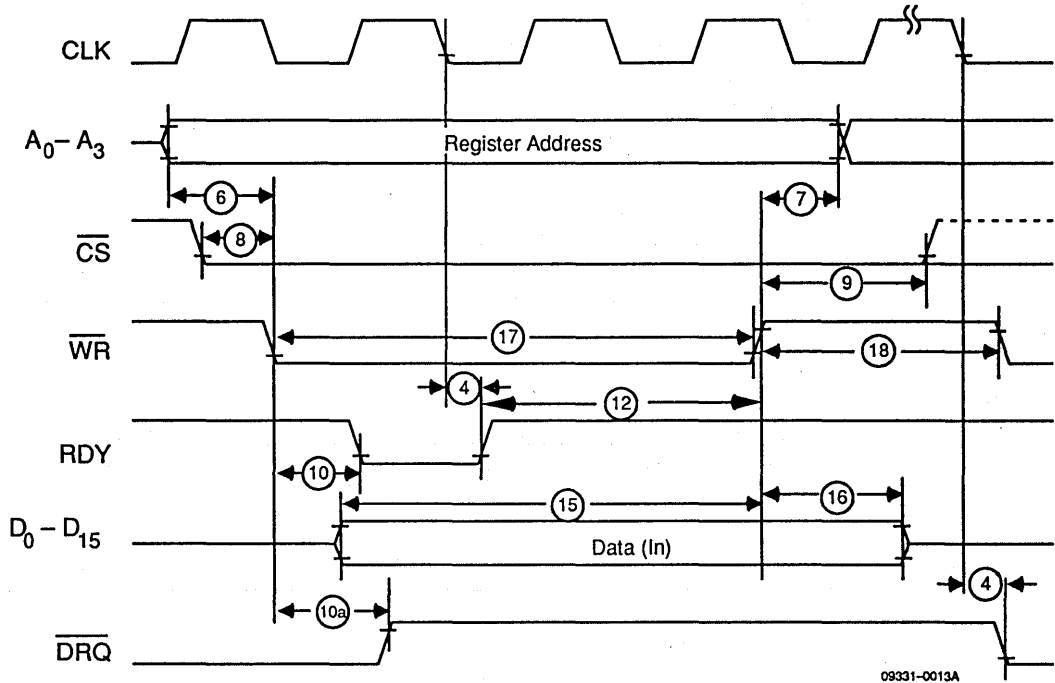 CLK
A0 – A3
Register Address
6
7
CS
8
9
WR
17
18
4
12
RDY
10
15
16
D0 – D15
Data (In)
4
10a
DRQ
09331-0013A